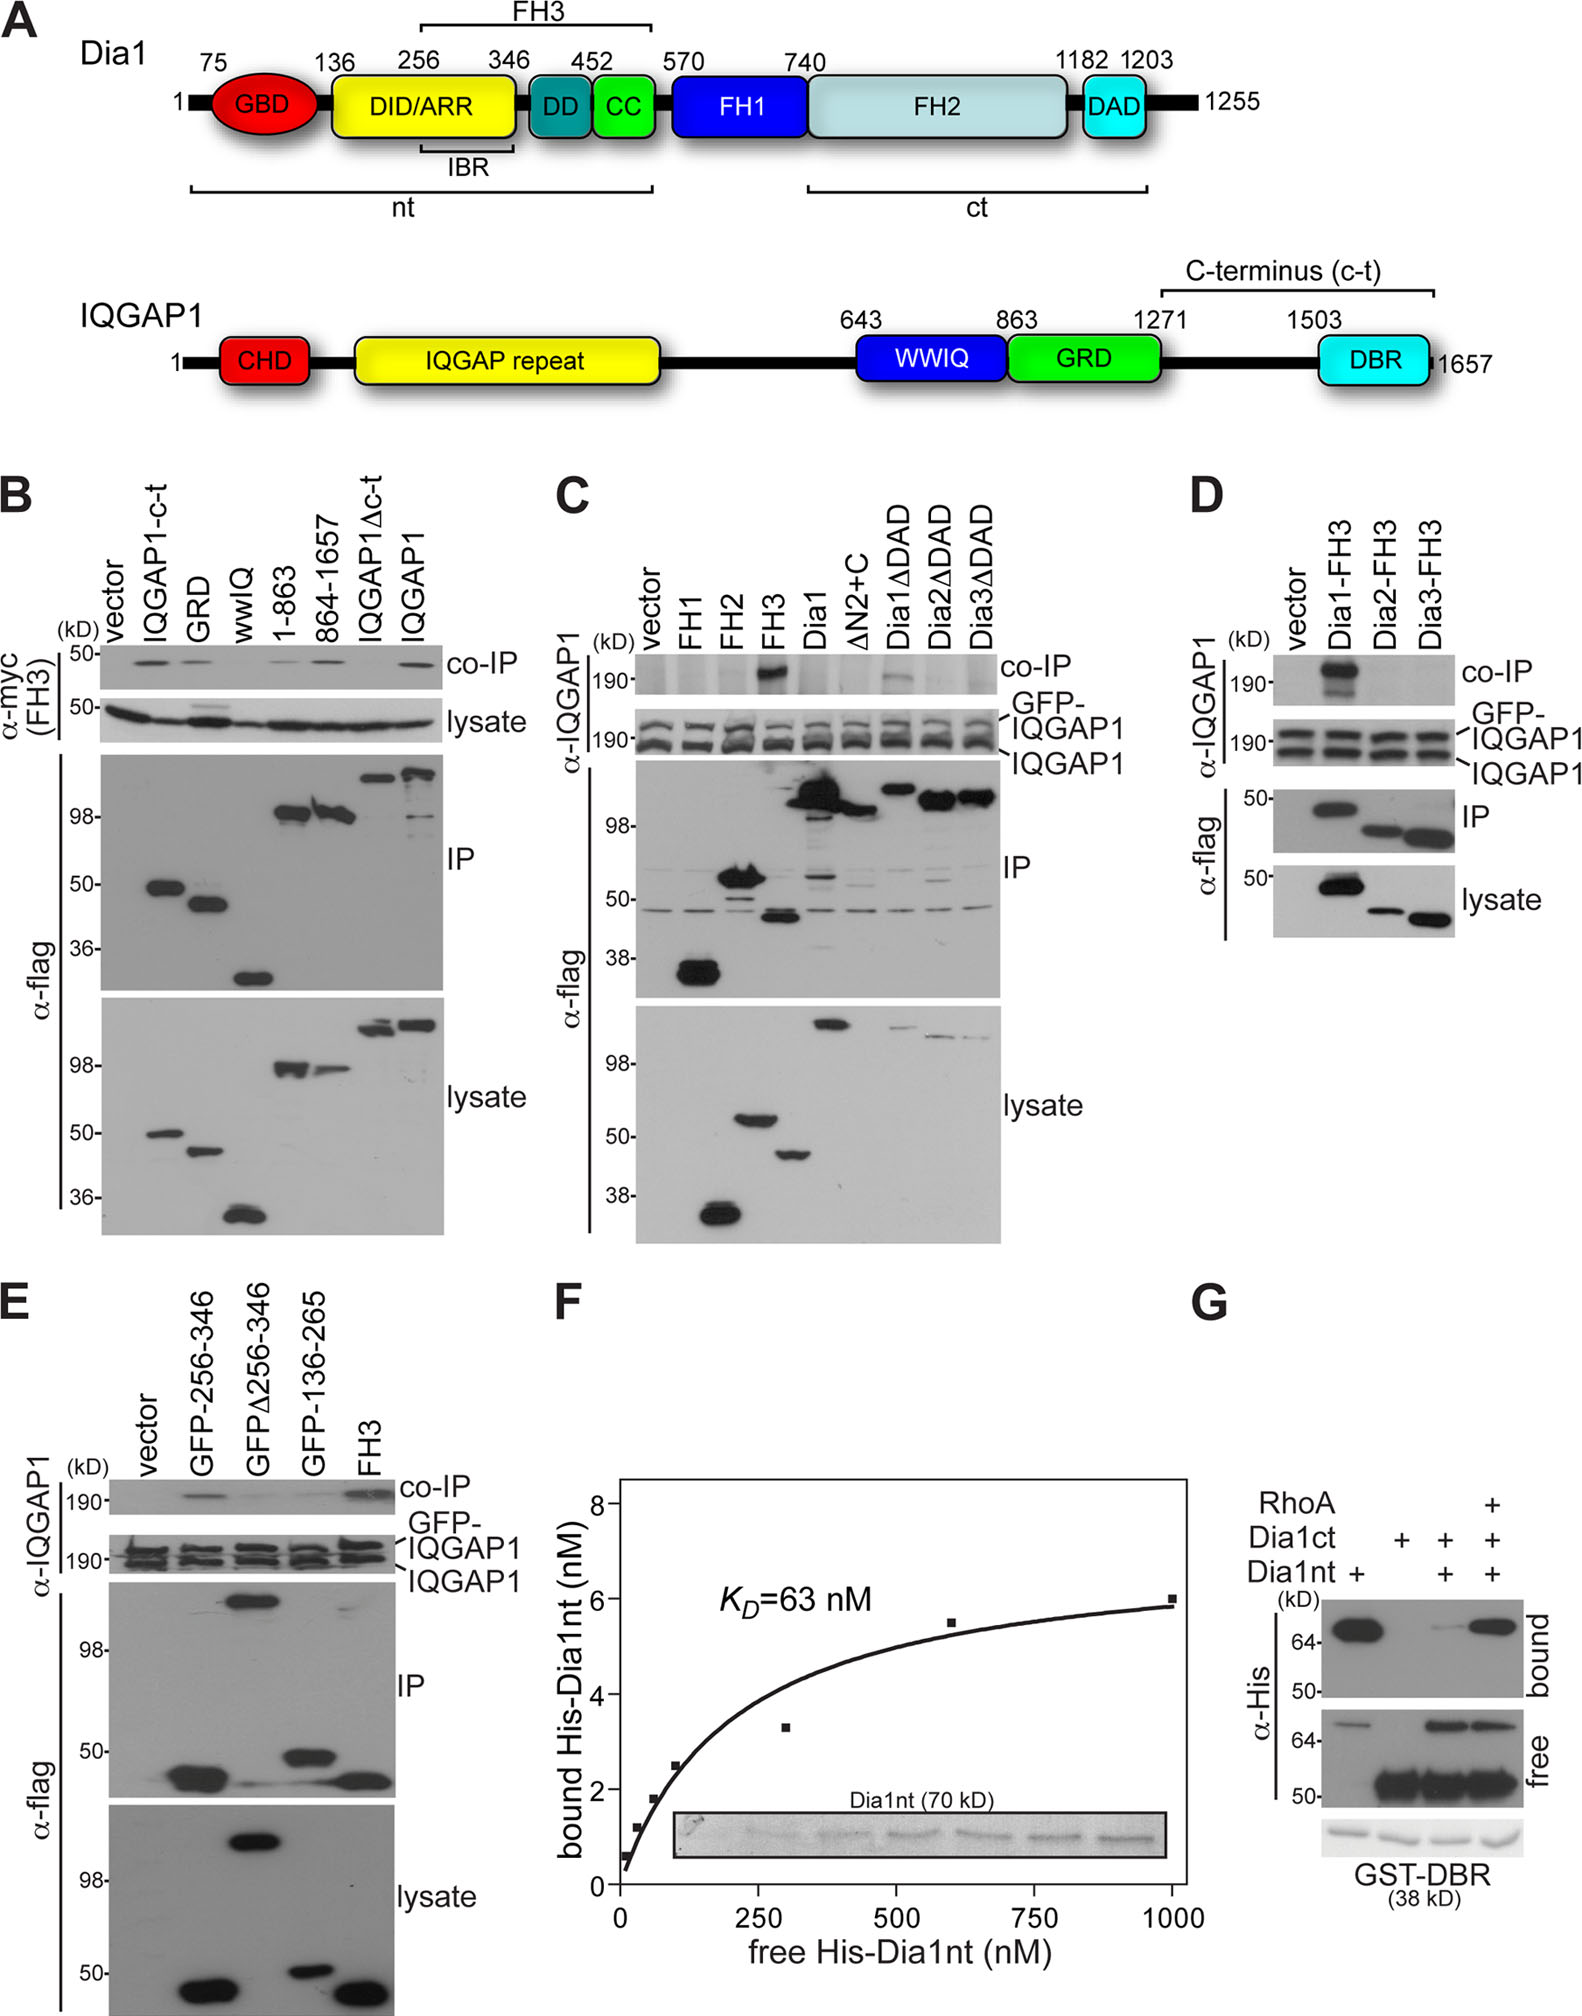 A
FH3
Dia1
75 136 256 346 452 570 740 1182 1203
1 GBD DID/ARR DD CC FH1 FH2 DAD 1255
IBR
nt ct
C-terminus (c-t)
IQGAP1
643 863 1271 1503
1 CHD IQGAP repeat WWIQ GRD DBR 1657
B
vector
IQGAP1-c-t
GRD
wwIQ
1-863
864-1657
IQGAP1Δc-t
IQGAP1
(kD)
α-myc
(FH3)
50- co-IP
50- lysate
α-flag
98-
50-
36-
IP
98-
50-
36-
lysate
C
vector
FH1
FH2
FH3
Dia1
ΔN2+C
Dia1ΔDAD
Dia2ΔDAD
Dia3ΔDAD
(kD)
α-IQGAP1
190- co-IP
190-
GFP-
IQGAP1
IQGAP1
α-flag
98-
50-
38-
IP
98-
50-
38-
lysate
D
vector
Dia1-FH3
Dia2-FH3
Dia3-FH3
(kD)
α-IQGAP1
190- co-IP
190-
GFP-
IQGAP1
IQGAP1
α-flag
50- IP
50- lysate
E
vector
GFP-256-346
GFPΔ256-346
GFP-136-265
FH3
(kD)
α-IQGAP1
190- co-IP
190-
GFP-
IQGAP1
IQGAP1
α-flag
98-
50-
IP
98-
50-
lysate
F
bound His-Dia1nt (nM)
8
6
4
2
0
KD=63 nM
Dia1nt (70 kD)
0 250 500 750 1000
free His-Dia1nt (nM)
G
RhoA +
Dia1ct + + +
Dia1nt + + +
(kD)
α-His
64-
50-
bound
64-
50-
free
GST-DBR
(38 kD)